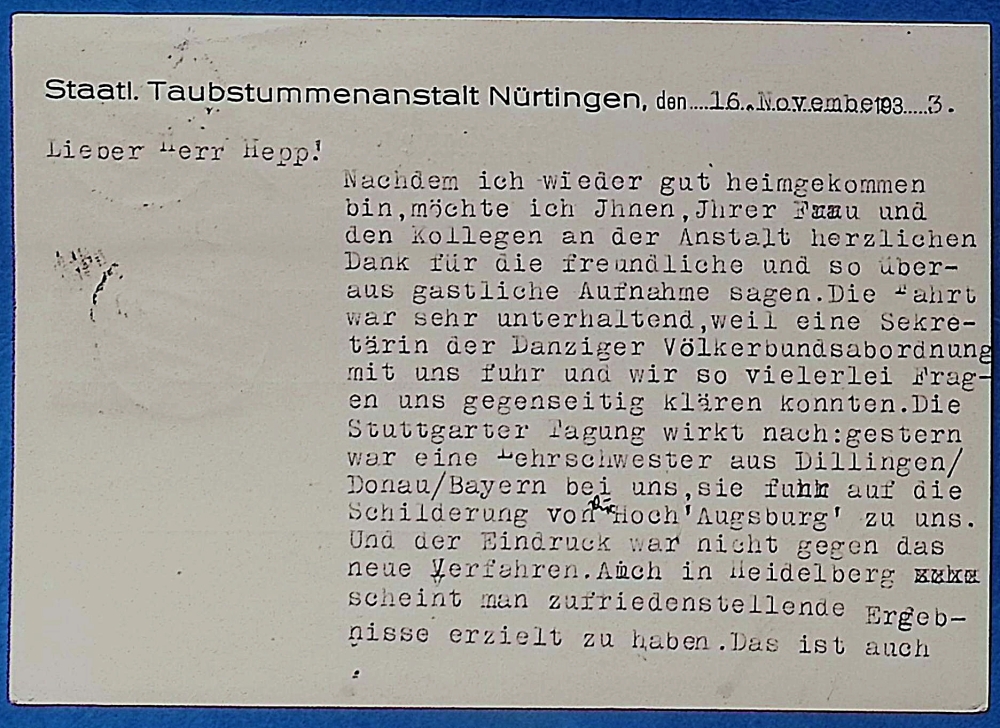 Staatl. Taubstummenanstalt Nürtingen, den....16..November193....3.
Lieber Herr Hepp!
Nachdem ich wieder gut heimgekommen
bin,möchte ich Jhnen,Jhrer Frau und
den Kollegen an der Anstalt herzlichen
Dank für die freundliche und so über-
aus gastliche Aufnahme sagen.Die Fahrt
war sehr unterhaltend,weil eine Sekre-
tärin der Danziger Völkerbundsabordnung
mit uns fuhr und wir so vielerlei Frag-
en uns gegenseitig klären konnten.Die
Stuttgarter Tagung wirkt nach:gestern
war eine Lehrschwester aus Dillingen/
Donau/Bayern bei uns,sie fuhr auf die
Schilderung von Hoch'Augsburg' zu uns.
Und der Eindruck war nicht gegen das
neue Verfahren.Auch in Heidelberg xxxx
scheint man zufriedenstellende Ergeb-
nisse erzielt zu haben.Das ist auch